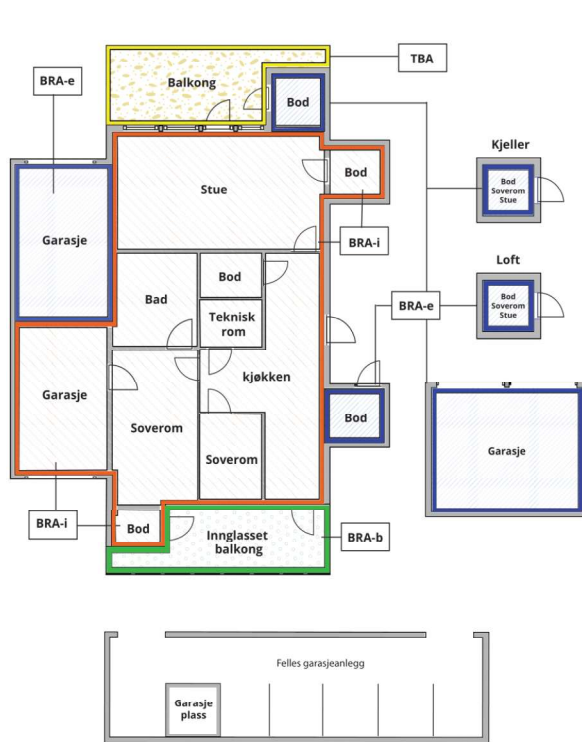 TBA
BRA-e
Balkong
Bod
Kjeller
Bod
Soverom
Stue
Bod
Stue
Garasje
BRA-i
Loft
Bod
Bad
Bod
Soverom
Stue
BRA-e
Teknisk
rom
kjøkken
Garasje
Bod
Soverom
Garasje
Soverom
BRA-i
Bod
Innglasset
balkong
BRA-b
Felles garasjeanlegg
Garasje
plass